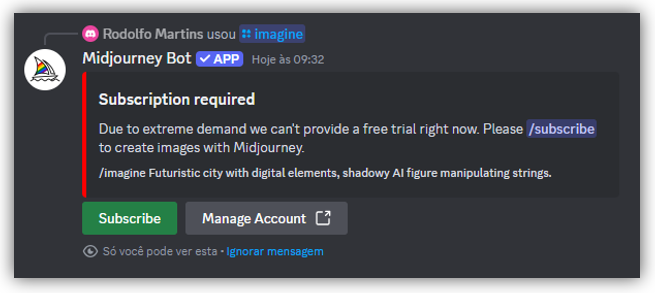 Rodolfo Martins usou imagine
Midjourney Bot APP Hoje às 09:32
Subscription required
Due to extreme demand we can't provide a free trial right now. Please /subscribe
to create images with Midjourney.
/imagine Futuristic city with digital elements, shadowy AI figure manipulating strings.
Subscribe Manage Account
Só você pode ver esta • Ignorar mensagem